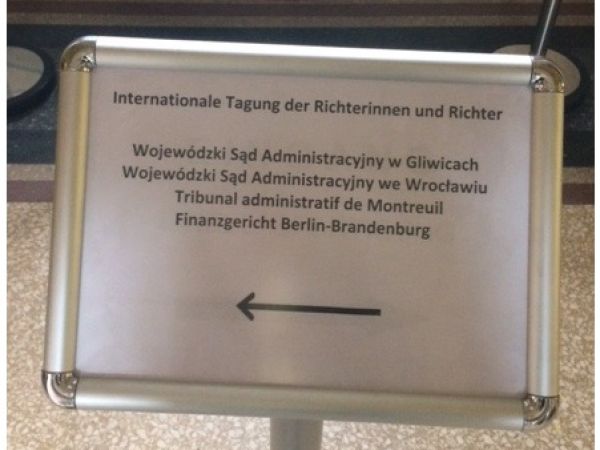 Internationale Tagung der Richterinnen und Richter
Wojewódzki Sąd Administracyjny w Gliwicach
Wojewódzki Sąd Administracyjny we Wrocławiu
Tribunal administratif de Montreuil
Finanzgericht Berlin-Brandenburg